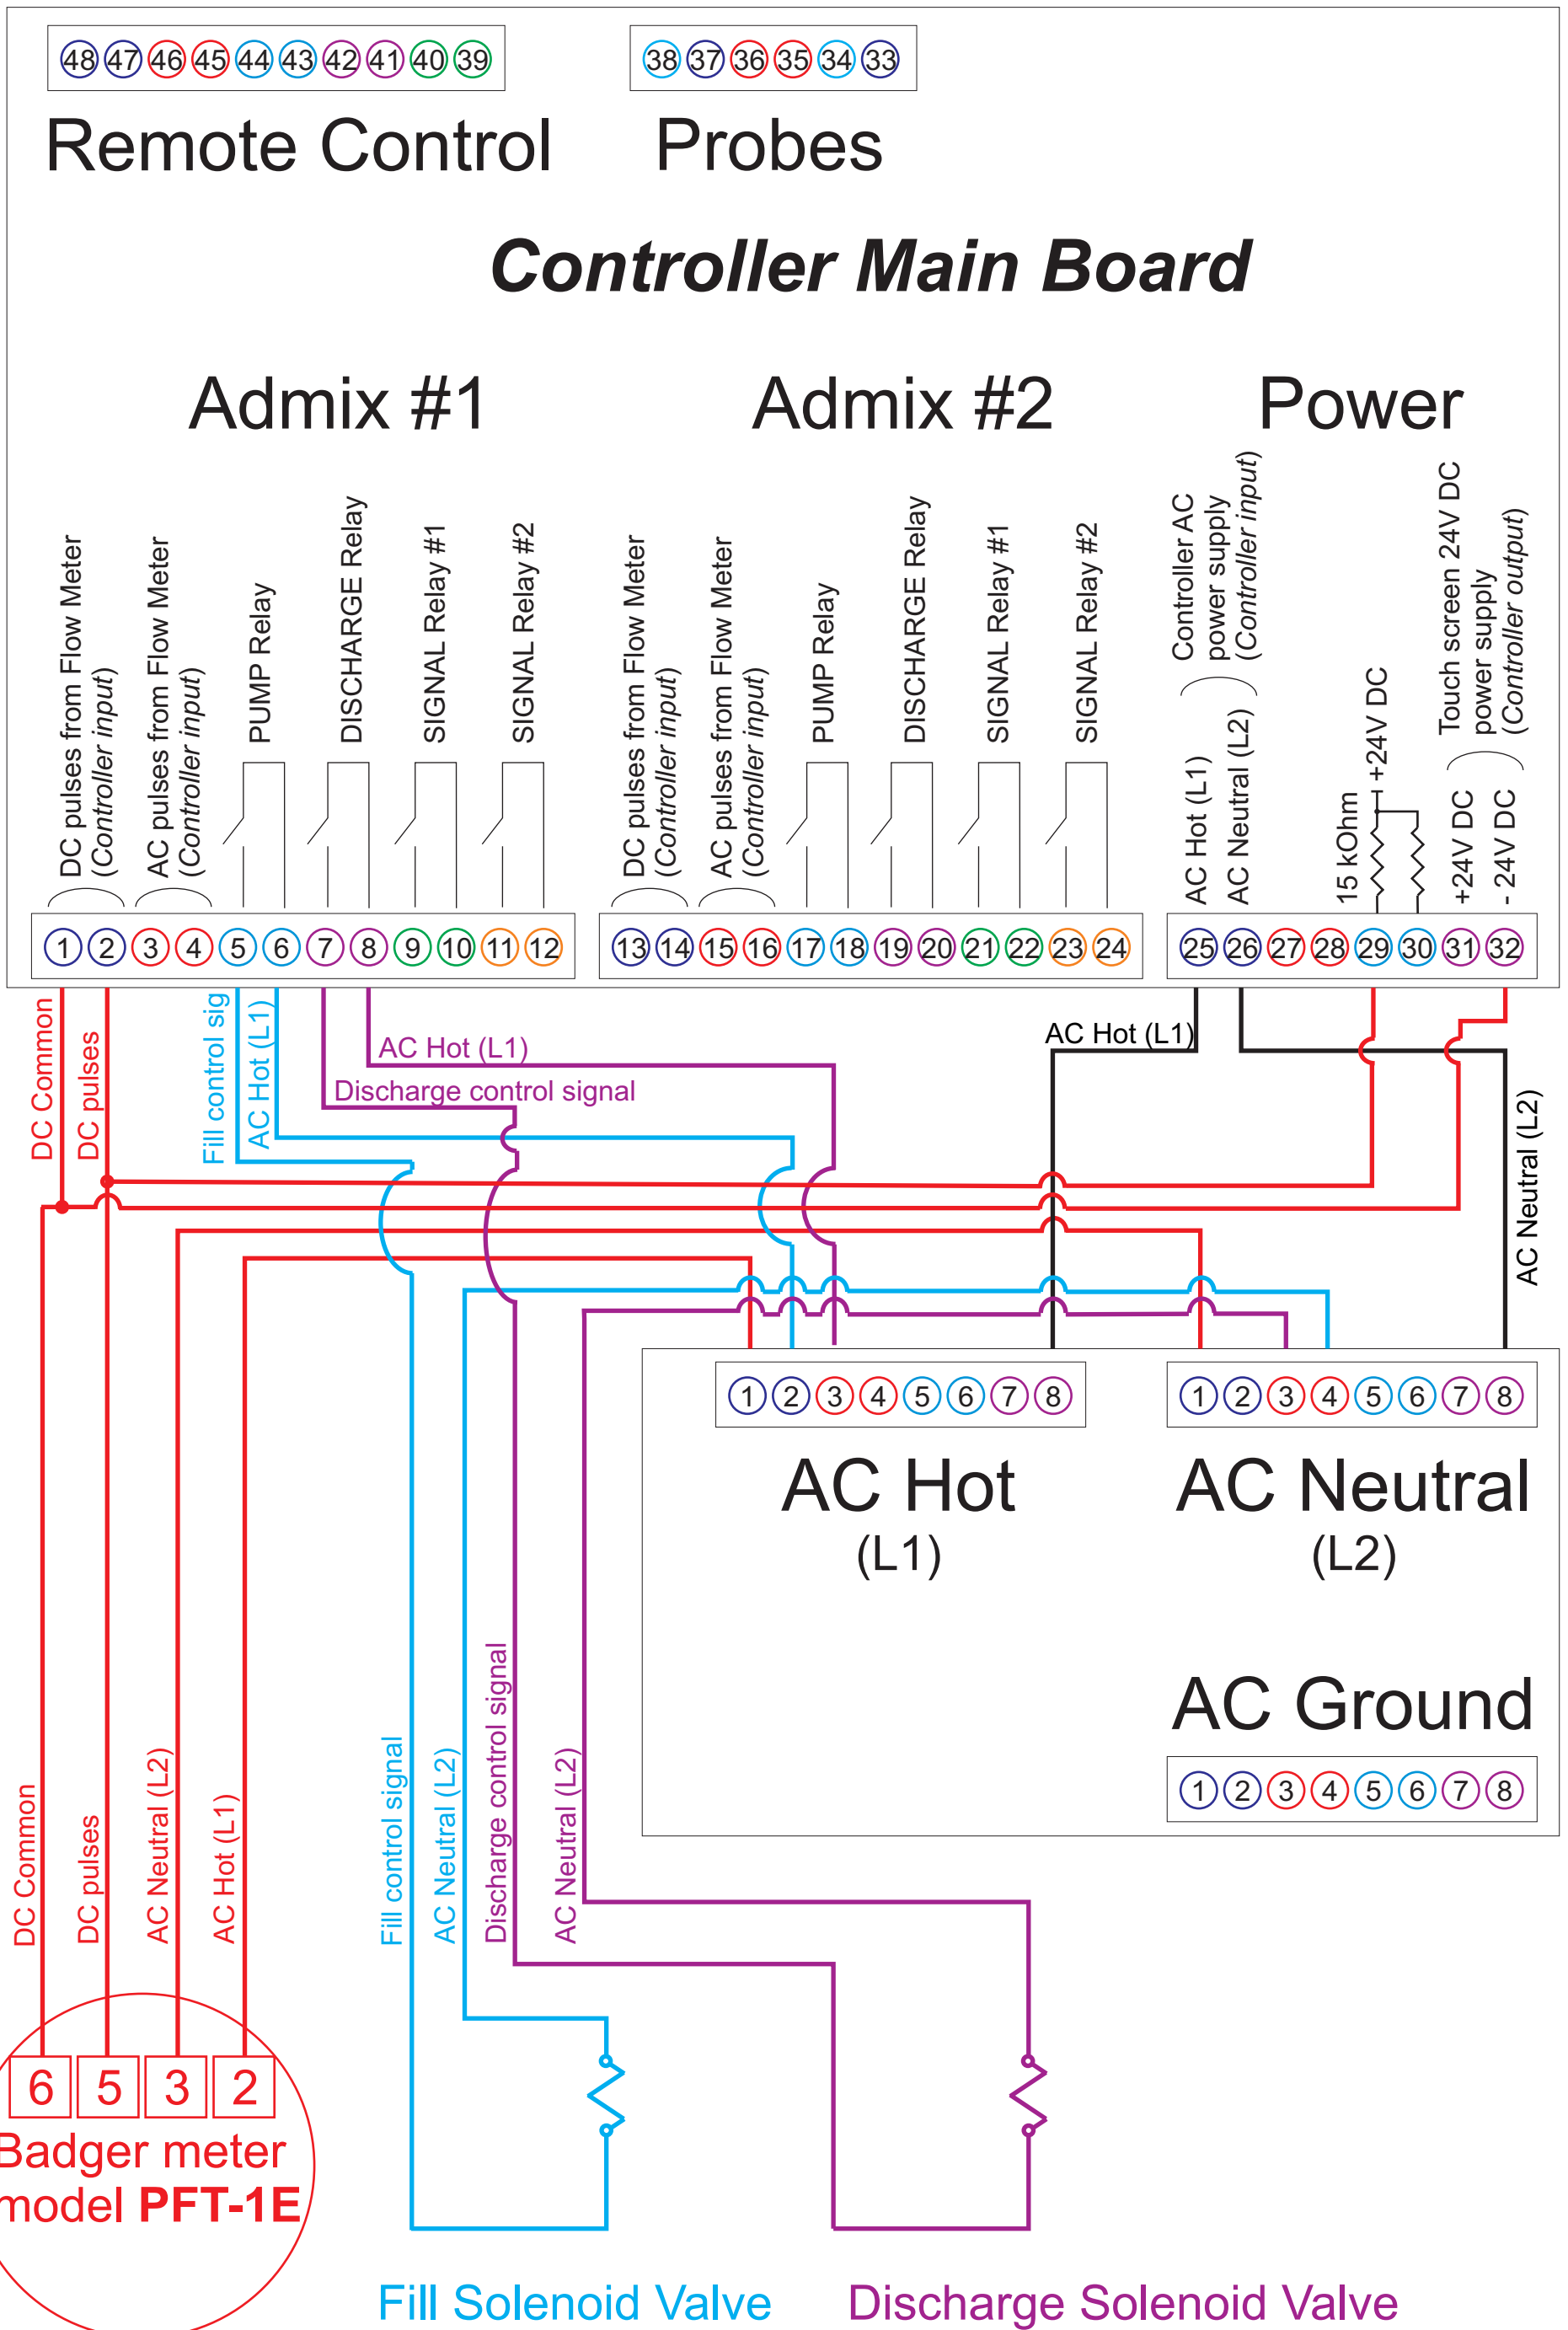 48 47 46 45 44 43 42 41 40 39
38 37 36 35 34 33
Remote Control
Probes
Controller Main Board
Admix #1
Admix #2
Power
DC pulses from Flow Meter
(Controller input)
AC pulses from Flow Meter
(Controller input)
PUMP Relay
DISCHARGE Relay
SIGNAL Relay #1
SIGNAL Relay #2
DC pulses from Flow Meter
(Controller input)
AC pulses from Flow Meter
(Controller input)
PUMP Relay
DISCHARGE Relay
SIGNAL Relay #1
SIGNAL Relay #2
Controller AC
power supply
(Controller input)
AC Hot (L1)
AC Neutral (L2)
15 kOhm
+24V DC
Touch screen 24V DC
power supply
(Controller output)
+24V DC
- 24V DC
1 2 3 4 5 6 7 8 9 10 11 12
13 14 15 16 17 18 19 20 21 22 23 24
25 26 27 28 29 30 31 32
DC Common
DC pulses
Fill control sig
AC Hot (L1)
AC Hot (L1)
Discharge control signal
AC Hot (L1)
AC Neutral (L2)
1 2 3 4 5 6 7 8
1 2 3 4 5 6 7 8
AC Hot
(L1)
AC Neutral
(L2)
AC Ground
1 2 3 4 5 6 7 8
DC Common
DC pulses
AC Neutral (L2)
AC Hot (L1)
Fill control signal
AC Neutral (L2)
Discharge control signal
AC Neutral (L2)
6 5 3 2
Badger meter
model PFT-1E
Fill Solenoid Valve
Discharge Solenoid Valve